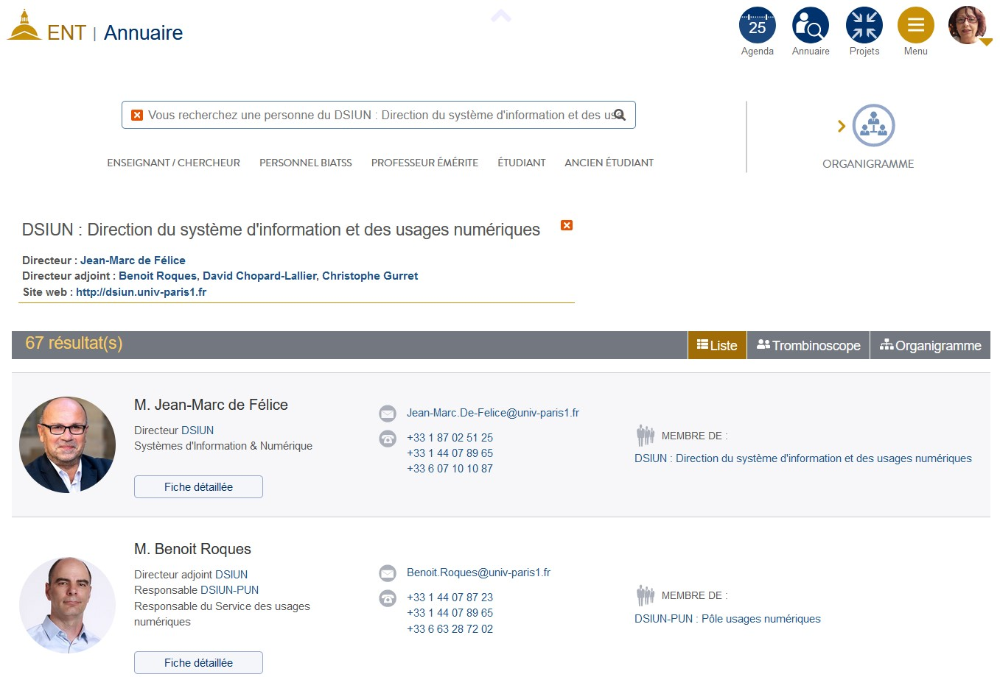 ENT | Annuaire
25
Agenda
Annuaire
Projets
Menu
Vous recherchez une personne du DSIUN : Direction du système d'information et des usa
ENSEIGNANT / CHERCHEUR
PERSONNEL BIATSS
PROFESSEUR ÉMÉRITE
ÉTUDIANT
ANCIEN ÉTUDIANT
ORGANIGRAMME
DSIUN : Direction du système d'information et des usages numériques
Directeur : Jean-Marc de Félice
Directeur adjoint : Benoit Roques, David Chopard-Lallier, Christophe Gurret
Site web : http://dsiun.univ-paris1.fr
67 résultat(s)
Liste
Trombinoscope
Organigramme
M. Jean-Marc de Félice
Directeur DSIUN
Systèmes d'Information & Numérique
Fiche détaillée
Jean-Marc.De-Felice@univ-paris1.fr
+33 1 87 02 51 25
+33 1 44 07 89 65
+33 6 07 10 10 87
MEMBRE DE :
DSIUN : Direction du système d'information et des usages numériques
M. Benoit Roques
Directeur adjoint DSIUN
Responsable DSIUN-PUN
Responsable du Service des usages
numériques
Fiche détaillée
Benoit.Roques@univ-paris1.fr
+33 1 44 07 87 23
+33 1 44 07 89 65
+33 6 63 28 72 02
MEMBRE DE :
DSIUN-PUN : Pôle usages numériques